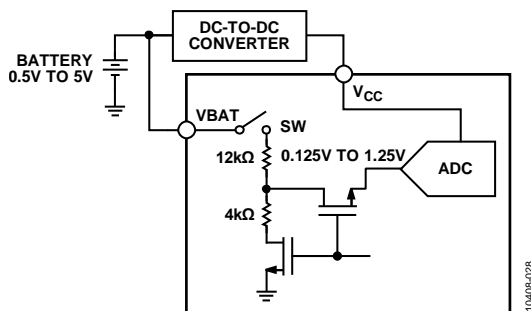 DC-TO-DC
CONVERTER
BATTERY
0.5V TO 5V
VCC
VBAT
SW
12kΩ
0.125V TO 1.25V
ADC
4kΩ
10408-028